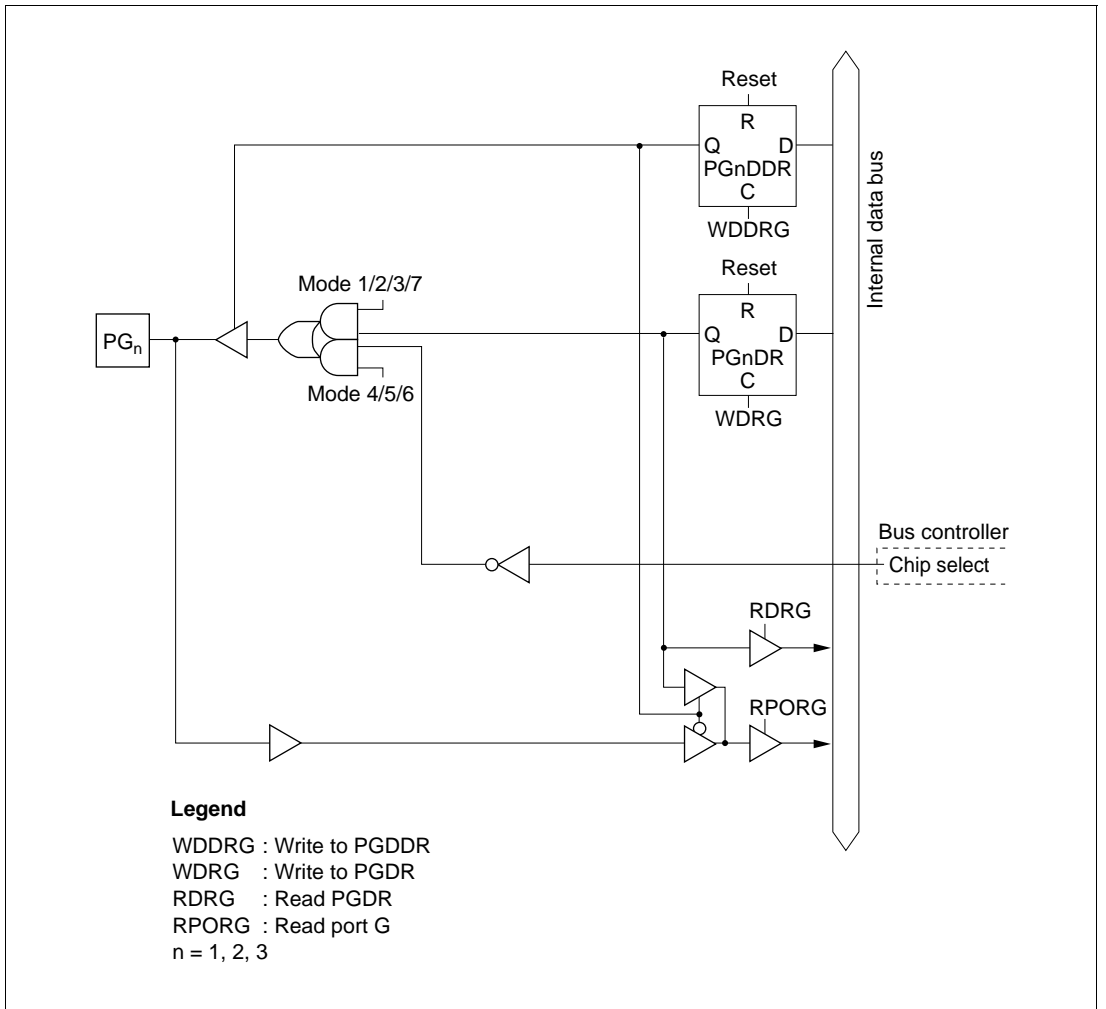 Reset
R
Q D
PGnDDR
C
WDDRG
Internal data bus
Reset
Mode 1/2/3/7
R
Q D
PGn
PGnDR
C
Mode 4/5/6
WDRG
Bus controller
Chip select
RDRG
RPORG
Legend
WDDRG : Write to PGDDR
WDRG : Write to PGDR
RDRG : Read PGDR
RPORG : Read port G
n = 1, 2, 3